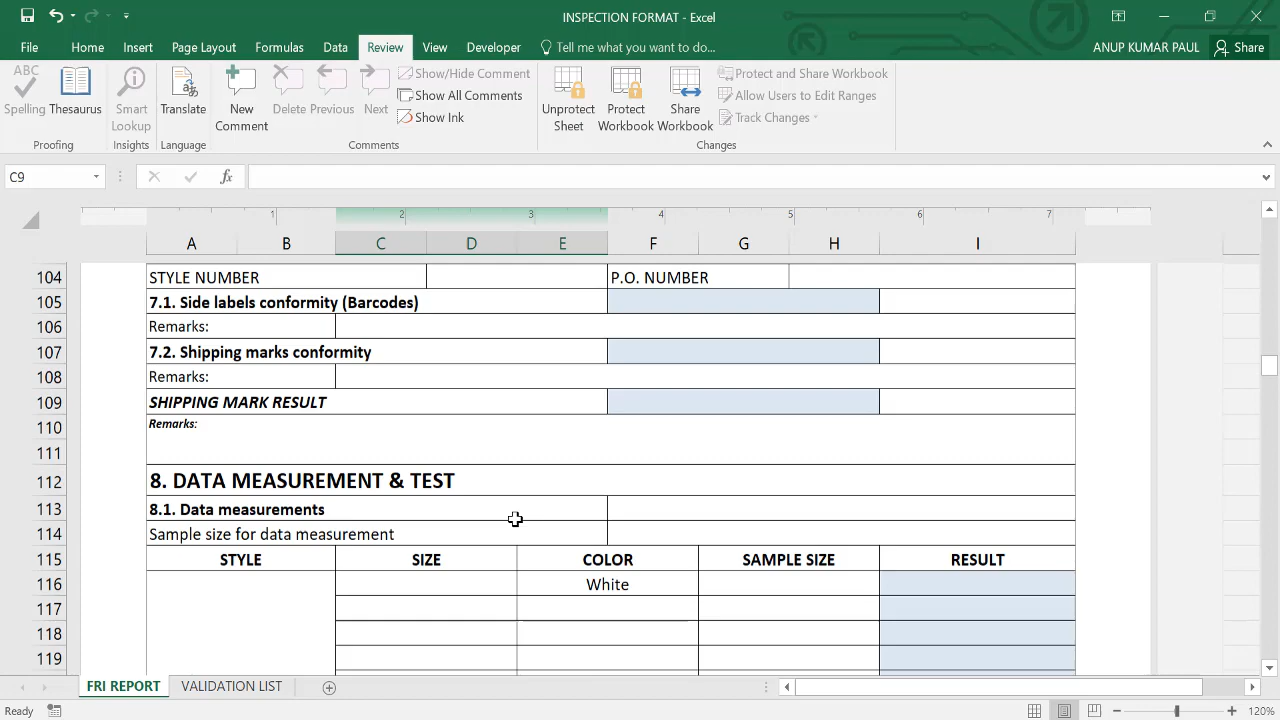 INSPECTION FORMAT - Excel
File Home Insert Page Layout Formulas Data Review View Developer Tell me what you want to do... ANUP KUMAR PAUL Share
ABC Spelling
Thesaurus
Smart Lookup
Translate
New Comment
Delete
Previous
Next
Show/Hide Comment
Show All Comments
Show Ink
Unprotect Sheet
Protect Workbook
Share Workbook
Protect and Share Workbook
Allow Users to Edit Ranges
Track Changes
Proofing Insights Language Comments Changes
C9 fx
1 2 3 4 5 6 7
A B C D E F G H I
104 STYLE NUMBER P.O. NUMBER
105 7.1. Side labels conformity (Barcodes)
106 Remarks:
107 7.2. Shipping marks conformity
108 Remarks:
109 SHIPPING MARK RESULT
110 Remarks:
111
112 8. DATA MEASUREMENT & TEST
113 8.1. Data measurements
114 Sample size for data measurement
115 STYLE SIZE COLOR SAMPLE SIZE RESULT
116 White
117
118
119
FRI REPORT VALIDATION LIST
Ready 120%